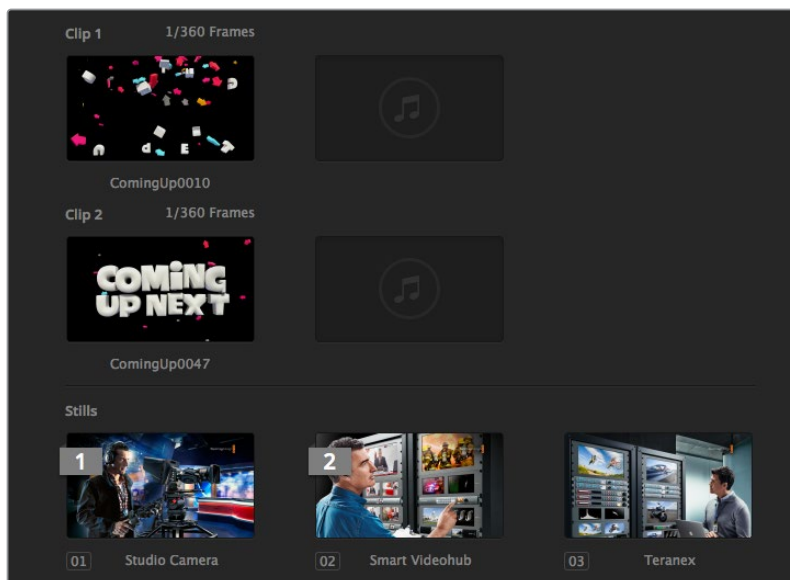 Clip 1 1/360 Frames
ComingUp0010
Clip 2 1/360 Frames
COMING
UP NEXT
ComingUp0047
Stills
1 2
01 Studio Camera 02 Smart Videohub 03 Teranex